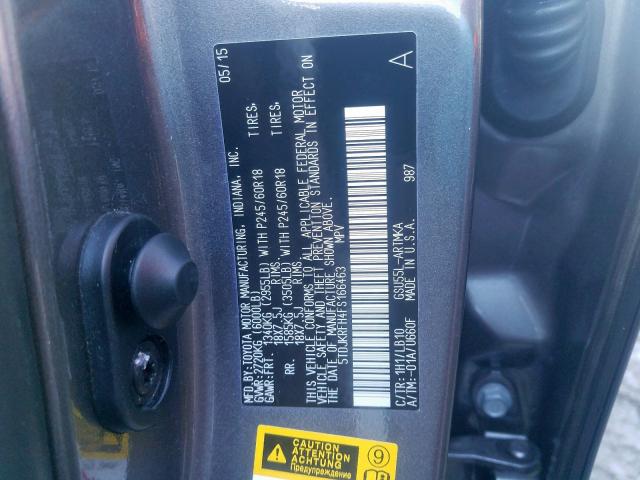 MFD.BY:TOYOTA MOTOR MANUFACTURING, INDIANA, INC. 05/15
GVWR:2720KG (6000LB)
GAWR:FRT. 1340KG (2955LB) WITH P245/60R18 TIRES,
18X7.5J RIMS,
RR. 1585KG (3505LB) WITH P245/60R18 TIRES,
18X7.5J RIMS,
THIS VEHICLE CONFORMS TO ALL APPLICABLE FEDERAL MOTOR
VEHICLE SAFETY AND THEFT PREVENTION STANDARDS IN EFFECT ON
THE DATE OF MANUFACTURE SHOWN ABOVE.
5TDJKRFH4FS166463 MPV
C/TR:1H1/LB10 GSU55L-ARTMKA 987 A
A/TM:-01A/U660F MADE IN U.S.A.
CAUTION
ATTENTION
ACHTUNG
Предупреждение
9